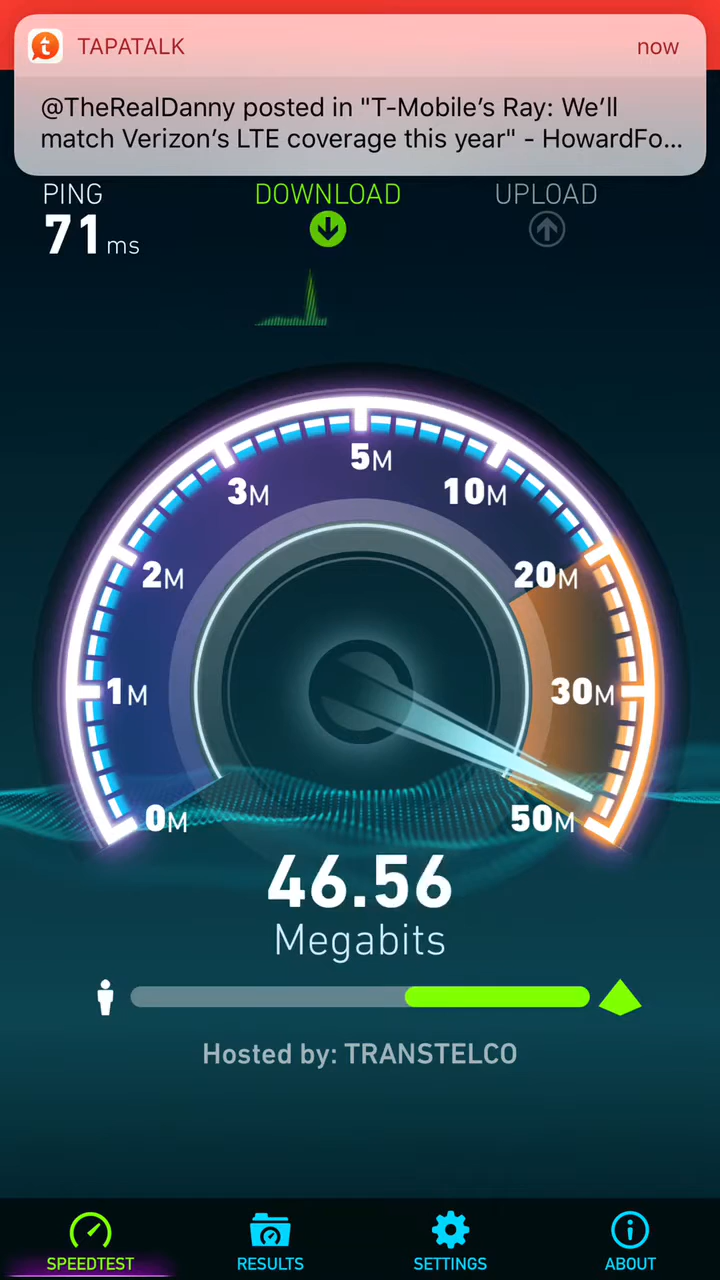 TAPATALK now
@TheRealDanny posted in "T-Mobile's Ray: We'll
match Verizon's LTE coverage this year" - HowardFo...
PING DOWNLOAD UPLOAD
71 ms
5M
3M 10M
2M 20M
1M 30M
0M 50M
46.56
Megabits
Hosted by: TRANSTELCO
SPEEDTEST RESULTS SETTINGS ABOUT